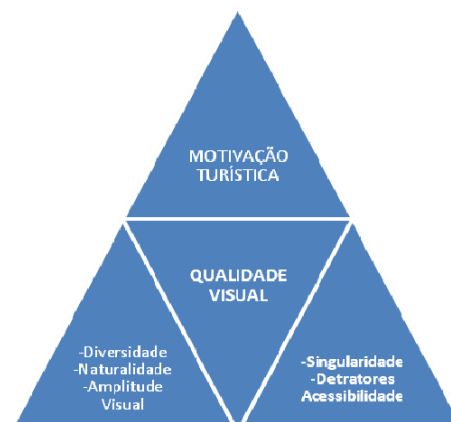 MOTIVAÇÃO
TURÍSTICA
QUALIDADE
VISUAL
-Diversidade
-Naturalidade
-Amplitude
Visual
-Singularidade
-Detratores
Acessibilidade